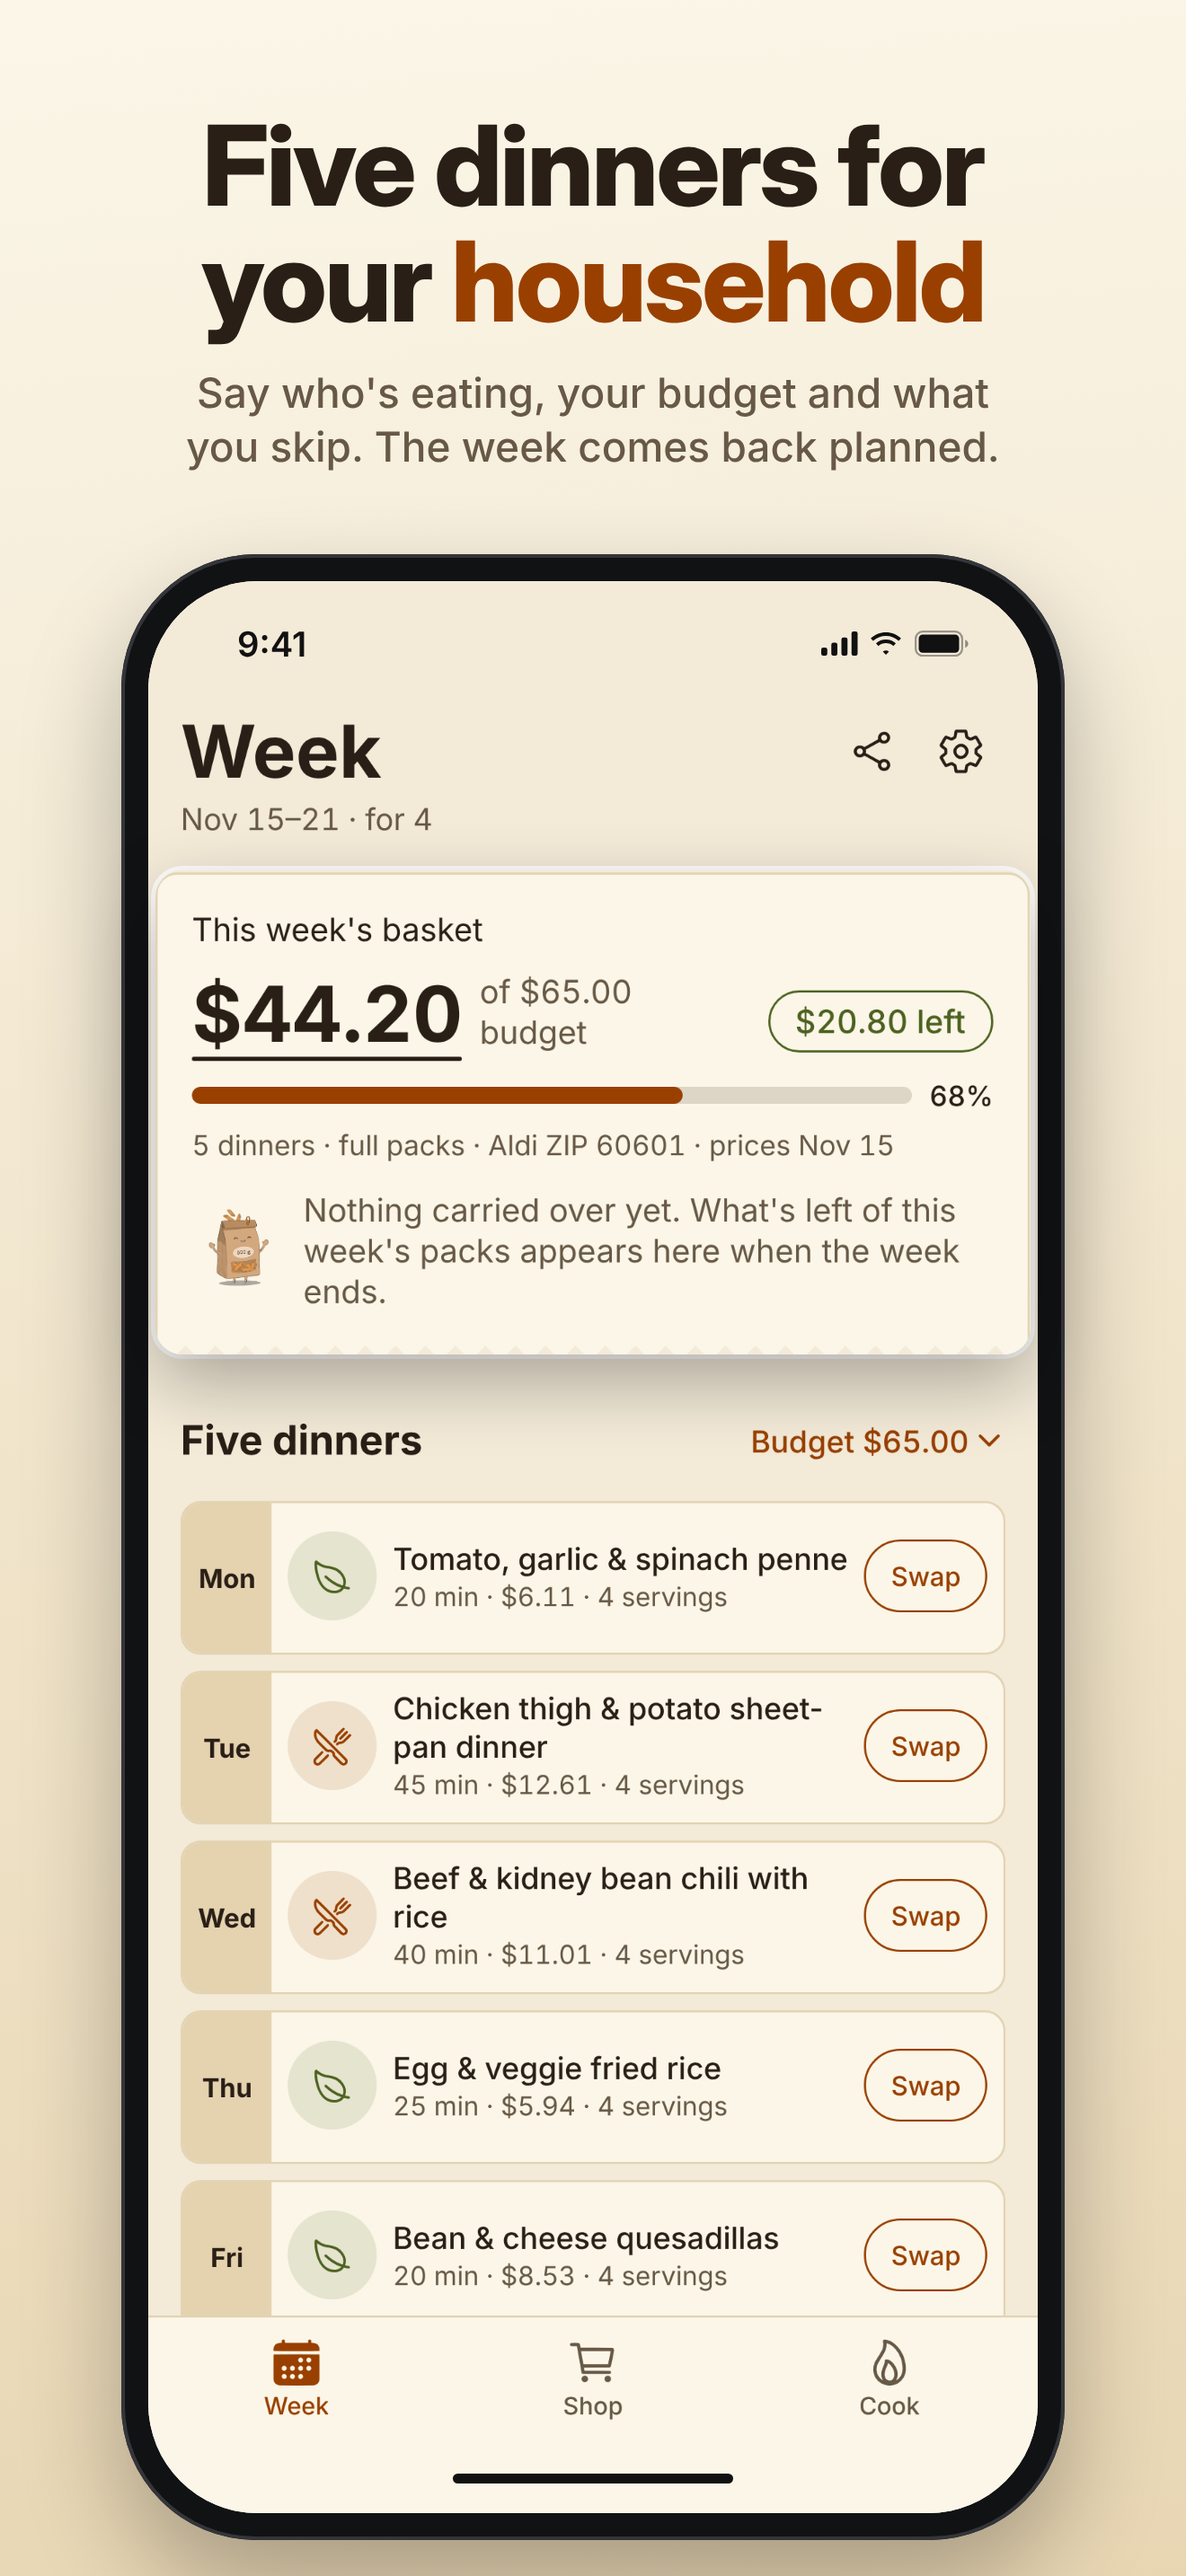 Five dinners for
your household
Say who's eating, your budget and what
you skip. The week comes back planned.
9:41
Week
Nov 15–21 · for 4
This week's basket
$44.20 of $65.00
budget
$20.80 left
68%
5 dinners · full packs · Aldi ZIP 60601 · prices Nov 15
Nothing carried over yet. What's left of this
week's packs appears here when the week
ends.
Five dinners
Budget $65.00
Mon
Tomato, garlic & spinach penne
20 min · $6.11 · 4 servings
Swap
Tue
Chicken thigh & potato sheet-
pan dinner
45 min · $12.61 · 4 servings
Swap
Wed
Beef & kidney bean chili with
rice
40 min · $11.01 · 4 servings
Swap
Thu
Egg & veggie fried rice
25 min · $5.94 · 4 servings
Swap
Fri
Bean & cheese quesadillas
20 min · $8.53 · 4 servings
Swap
Week
Shop
Cook